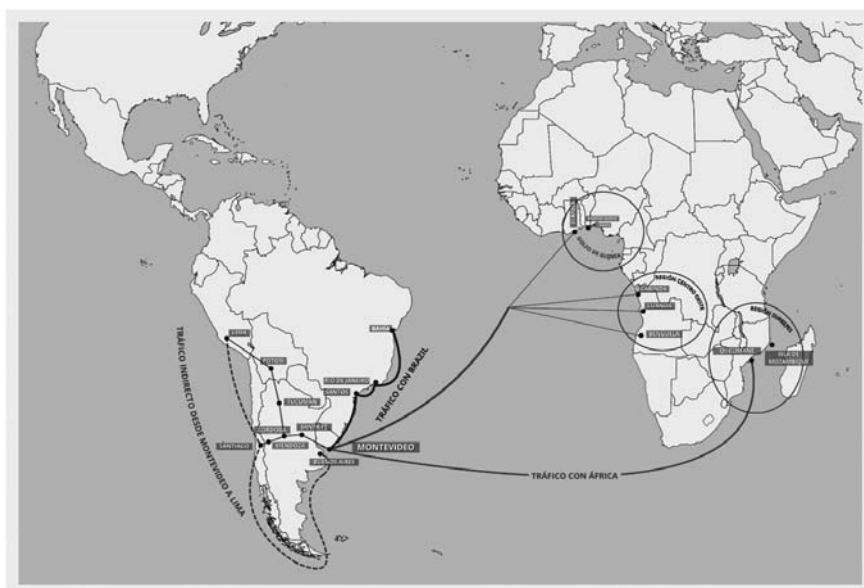 GOLFO DE GUINEA
REGIÓN CENTRO OESTE
CABINDA
LUANDA
BENGUELA
REGIÓN SURESTE
QUELIMANE
ISLA DE
MOZAMBIQUE
BAHÍA
LIMA
POTOSÍ
RIO DE JANEIRO
SANTOS
TRÁFICO CON BRAZIL
TUCUMÁN
CÓRDOBA
SANTA FE
SANTIAGO
MENDOZA
MONTEVIDEO
BUENOS AIRES
TRÁFICO INDIRECTO DESDE MONTEVIDEO A LIMA
TRÁFICO CON ÁFRICA